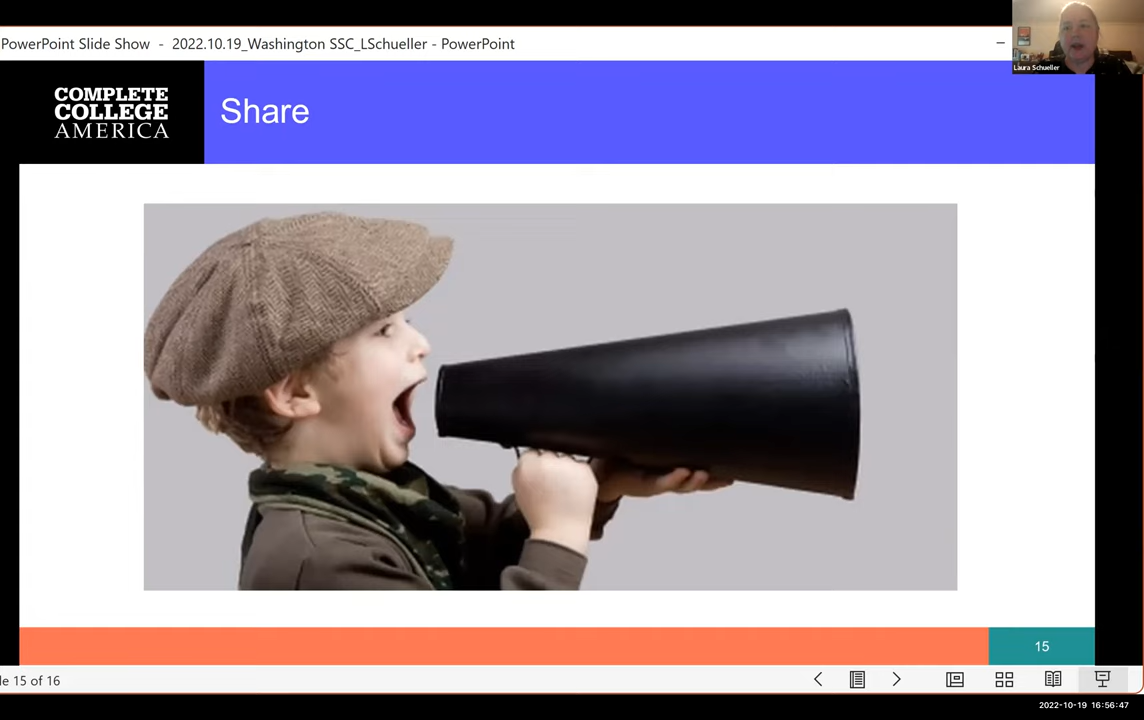 PowerPoint Slide Show - 2022.10.19_Washington SSC_LSchueller - PowerPoint
Laura Schueller
COMPLETE
COLLEGE
AMERICA
Share
15
le 15 of 16
2022-10-19 16:56:47